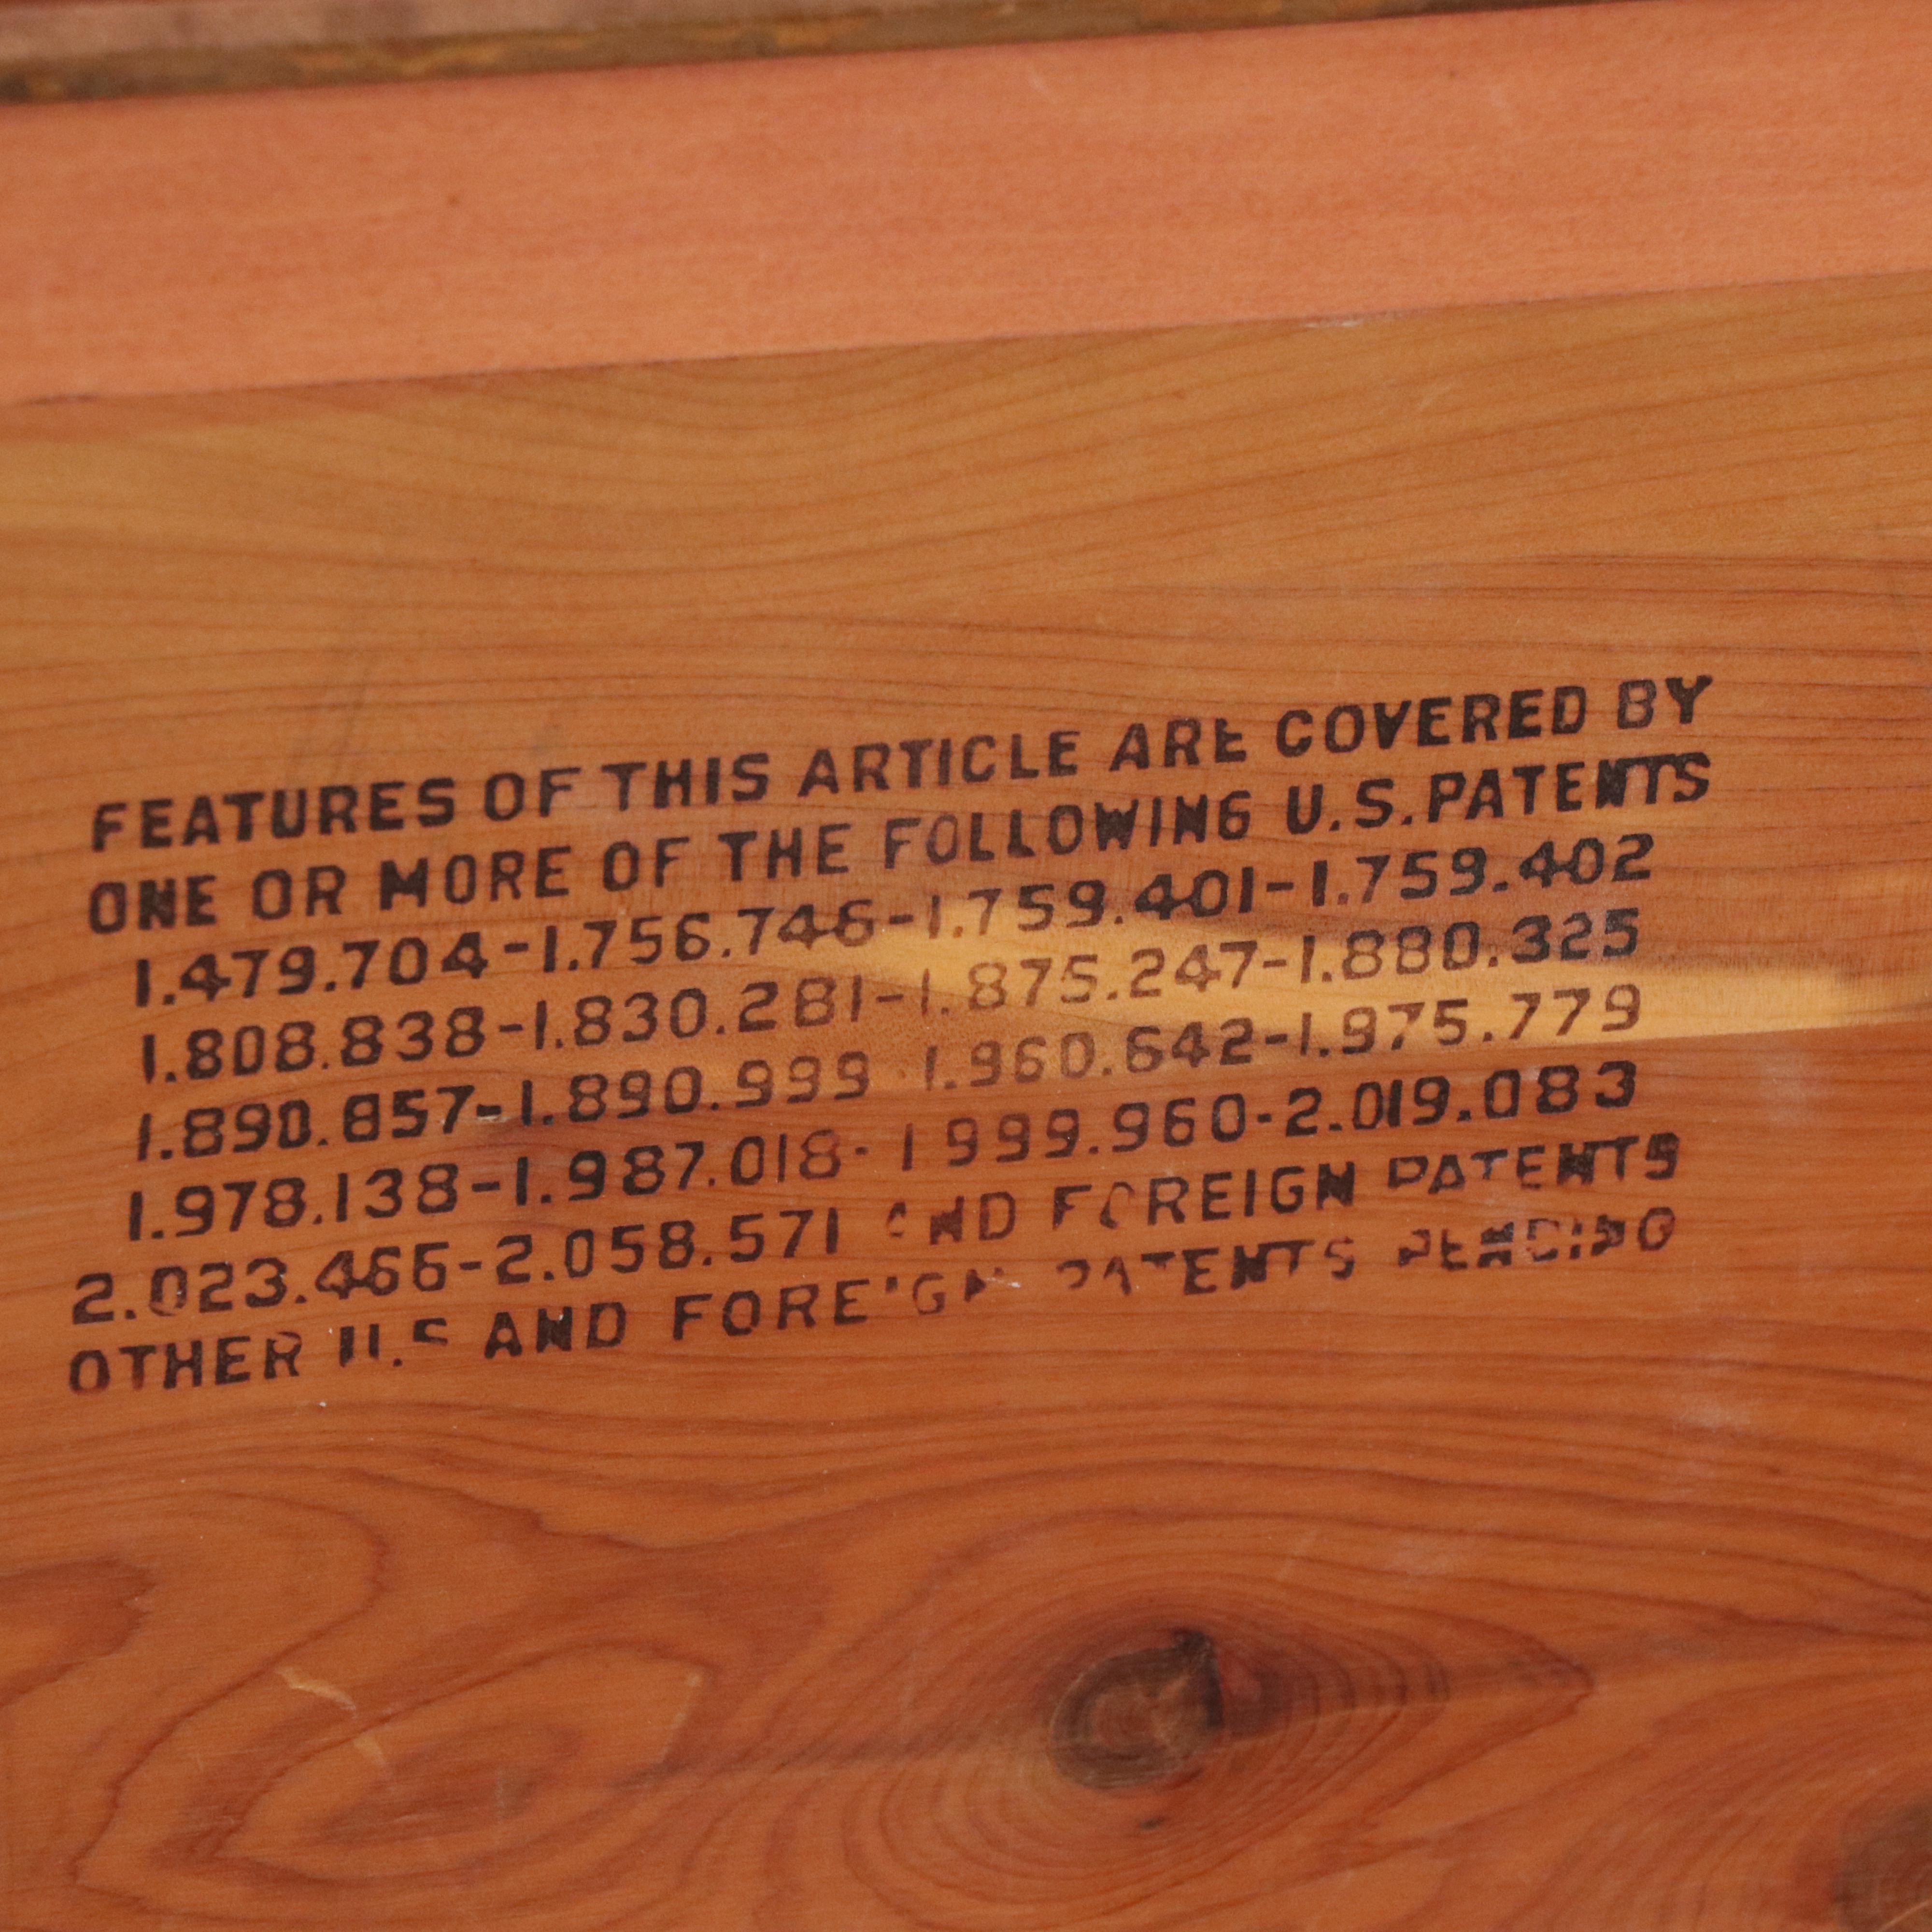 FEATURES OF THIS ARTICLE ARE COVERED BY
ONE OR MORE OF THE FOLLOWING U.S. PATENTS
1.479.704-1.756.746-1.759.401-1.759.402
1.808.838-1.830.281-1.875.247-1.880.325
1.890.857-1.890.999 1.960.642-1.975.779
1.978.138-1.987.018-1 999.960-2.019.083
2.023.466-2.058.571 AND FOREIGN PATENTS
OTHER U.S AND FOREIGN PATENTS PENDING